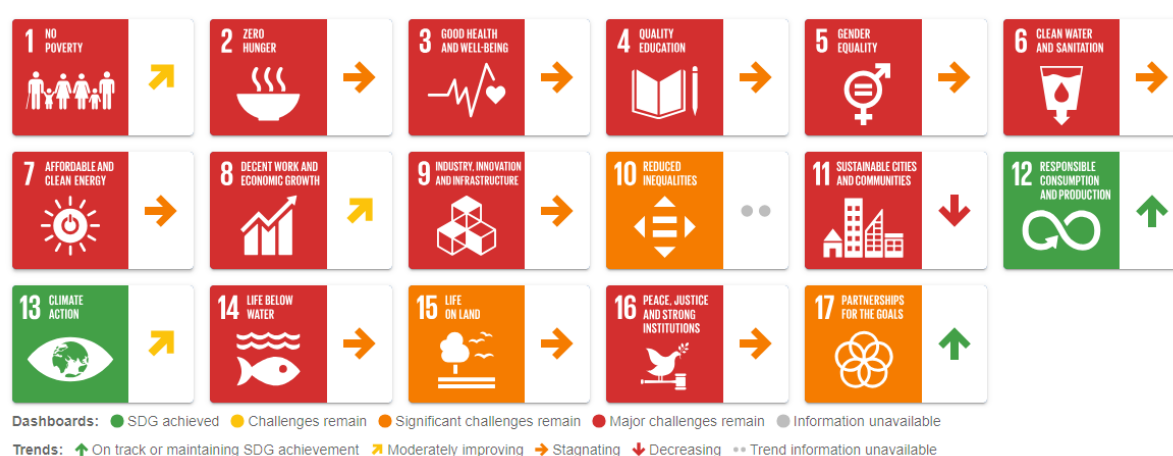 1 NO
POVERTY
2 ZERO
HUNGER
3 GOOD HEALTH
AND WELL-BEING
4 QUALITY
EDUCATION
5 GENDER
EQUALITY
6 CLEAN WATER
AND SANITATION
7 AFFORDABLE AND
CLEAN ENERGY
8 DECENT WORK AND
ECONOMIC GROWTH
9 INDUSTRY, INNOVATION
AND INFRASTRUCTURE
10 REDUCED
INEQUALITIES
11 SUSTAINABLE CITIES
AND COMMUNITIES
12 RESPONSIBLE
CONSUMPTION
AND PRODUCTION
13 CLIMATE
ACTION
14 LIFE BELOW
WATER
15 LIFE
ON LAND
16 PEACE, JUSTICE
AND STRONG
INSTITUTIONS
17 PARTNERSHIPS
FOR THE GOALS
Dashboards: SDG achieved Challenges remain Significant challenges remain Major challenges remain Information unavailable
Trends: On track or maintaining SDG achievement Moderately improving Stagnating Decreasing Trend information unavailable